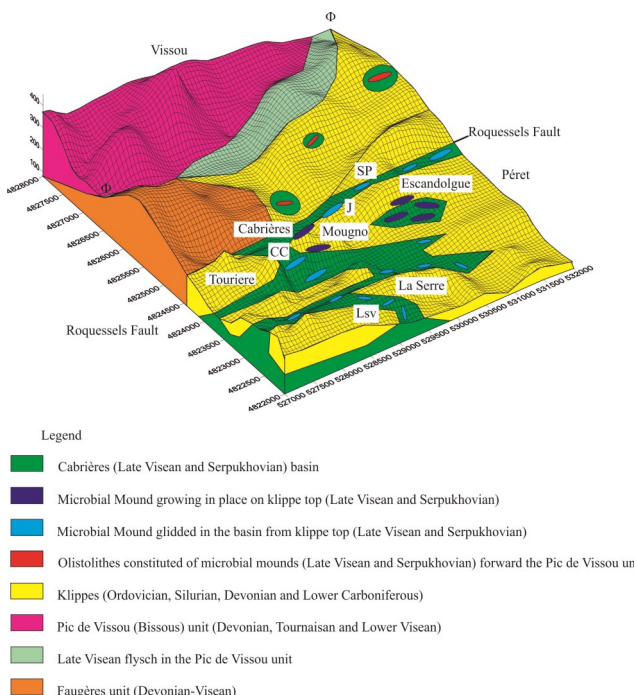 Φ
Vissou
400
300
200
100
Roquessels Fault
Péret
SP
Escandolgue
J
Φ
Cabrières
Mougno
CC
Touriere
La Serre
Lsv
Roquessels Fault
4828000
4827500
4826500
4826000
4825500
4825000
4824500
4824000
4823500
4823000
4822500
4822000
527000
527500
528000
528500
529000
529500
530000
530500
531000
531500
532000
Legend
Cabrières (Late Visean and Serpukhovian) basin
Microbial Mound growing in place on klippe top (Late Visean and Serpukhovian)
Microbial Mound glidded in the basin from klippe top (Late Visean and Serpukhovian)
Olistolithes constituted of microbial mounds (Late Visean and Serpukhovian) forward the Pic de Vissou un
Klippes (Ordovician, Silurian, Devonian and Lower Carboniferous)
Pic de Vissou (Bissous) unit (Devonian, Tournaisan and Lower Visean)
Late Visean flysch in the Pic de Vissou unit
Faugères unit (Devonian-Visean)